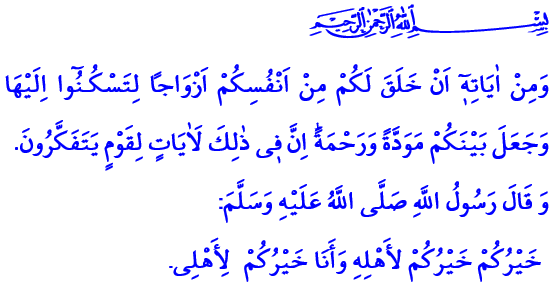 بِسْمِ اللّٰهِ الرَّحْمٰنِ الرَّحِيمِ
وَمِنْ اٰيَاتِه۪ٓ اَنْ خَلَقَ لَكُمْ مِنْ اَنْفُسِكُمْ اَزْوَاجًا لِتَسْكُنُٓوا اِلَيْهَا
وَجَعَلَ بَيْنَكُمْ مَوَدَّةً وَرَحْمَةًۜ اِنَّ ف۪ى ذٰلِكَ لَاٰيَاتٍ لِقَوْمٍ يَتَفَكَّرُونَ.
وَ قَالَ رَسُولُ اللَّهِ صَلَّى اللَّهُ عَلَيْهِ وَسَلَّمَ:
خَيْرُكُمْ خَيْرُكُمْ لأَهْلِهِ وَأَنَا خَيْرُكُمْ لِأَهْلِى.